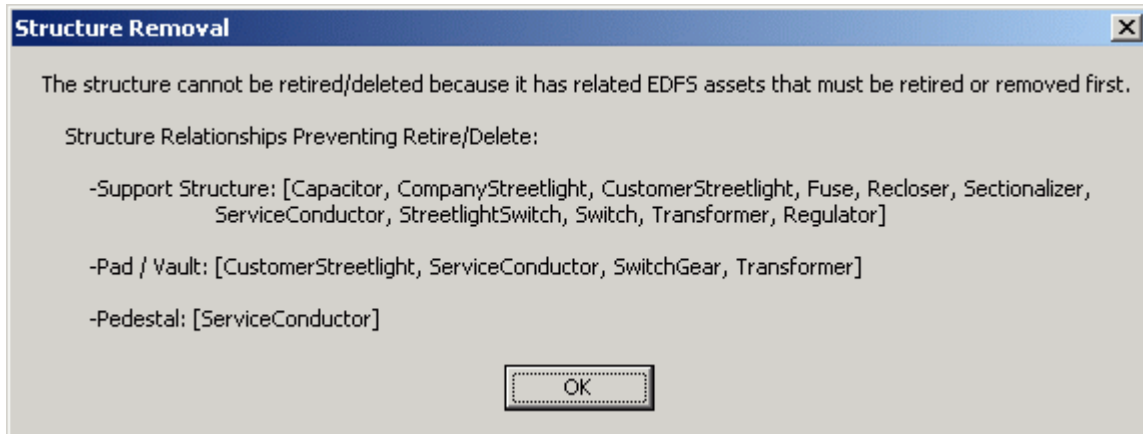 Structure Removal
The structure cannot be retired/deleted because it has related EDFS assets that must be retired or removed first.
Structure Relationships Preventing Retire/Delete:
-Support Structure: [Capacitor, CompanyStreetlight, CustomerStreetlight, Fuse, Recloser, Sectionalizer,
ServiceConductor, StreetlightSwitch, Switch, Transformer, Regulator]
-Pad / Vault: [CustomerStreetlight, ServiceConductor, SwitchGear, Transformer]
-Pedestal: [ServiceConductor]
OK